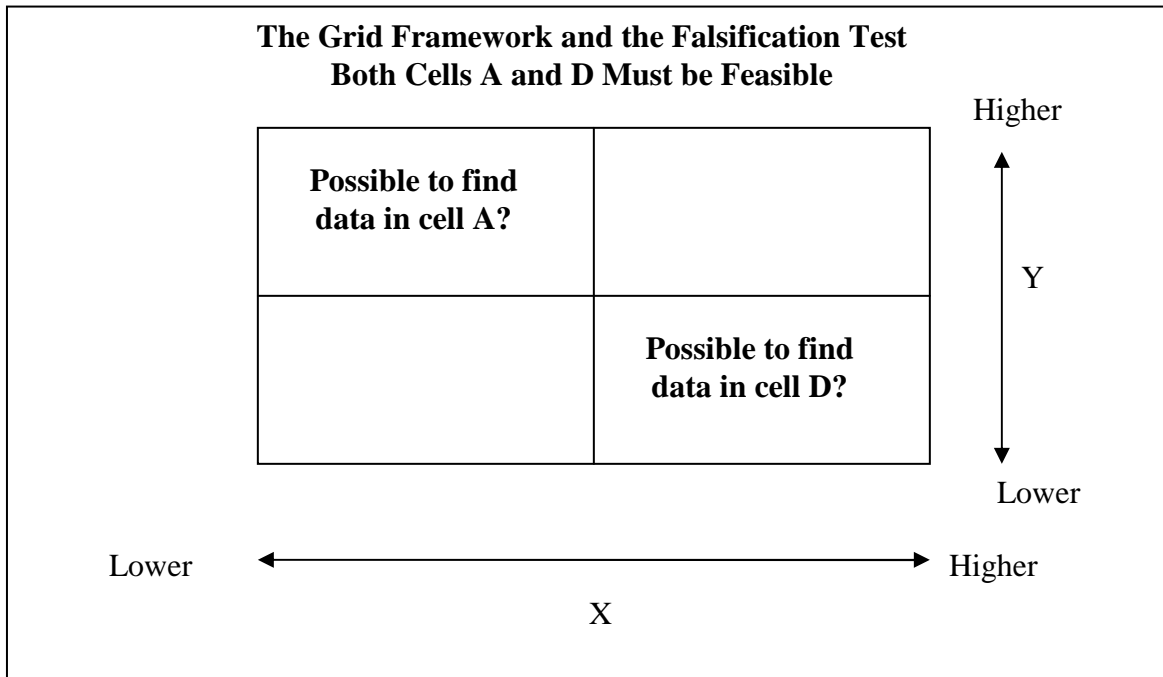 The Grid Framework and the Falsification Test
Both Cells A and D Must be Feasible
Higher
Possible to find
data in cell A?
Y
Possible to find
data in cell D?
Lower
Lower
Higher
X